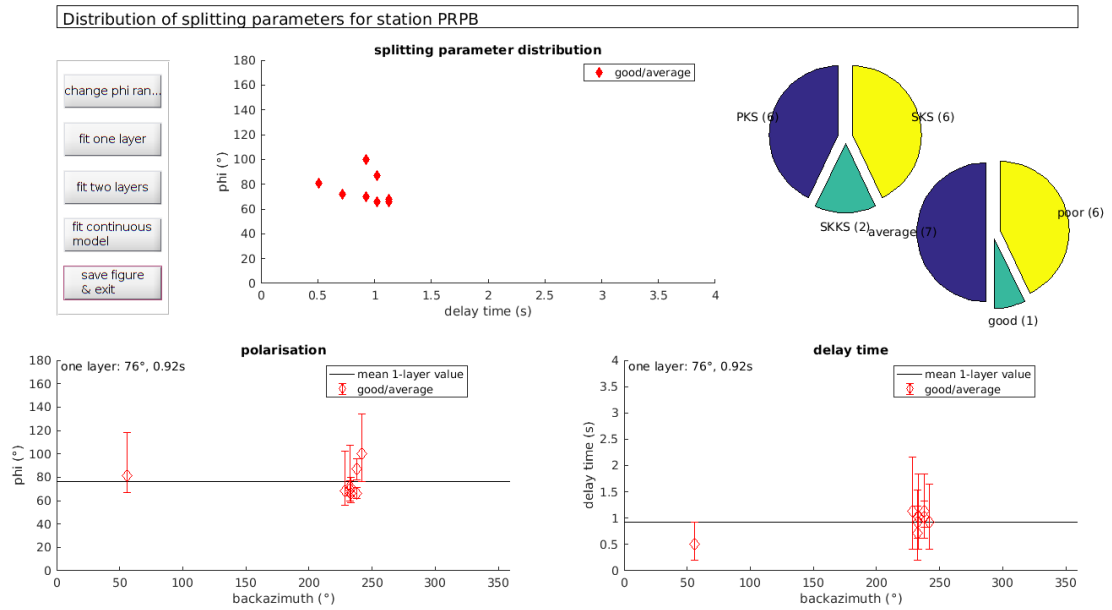 Distribution of splitting parameters for station PRPB
change phi ran...
fit one layer
fit two layers
fit continuous
model
save figure
& exit
splitting parameter distribution
good/average
180
160
140
120
100
80
60
40
20
0
phi (°)
0
0.5
1
1.5
2
2.5
3
3.5
4
delay time (s)
PKS (6)
SKS (6)
SKKS (2)
average (7)
poor (6)
good (1)
polarisation
one layer: 76°, 0.92s
mean 1-layer value
good/average
180
160
140
120
100
80
60
40
20
0
phi (°)
0
50
100
150
200
250
300
350
backazimuth (°)
delay time
one layer: 76°, 0.92s
mean 1-layer value
good/average
4
3.5
3
2.5
2
1.5
1
0.5
0
delay time (s)
0
50
100
150
200
250
300
350
backazimuth (°)